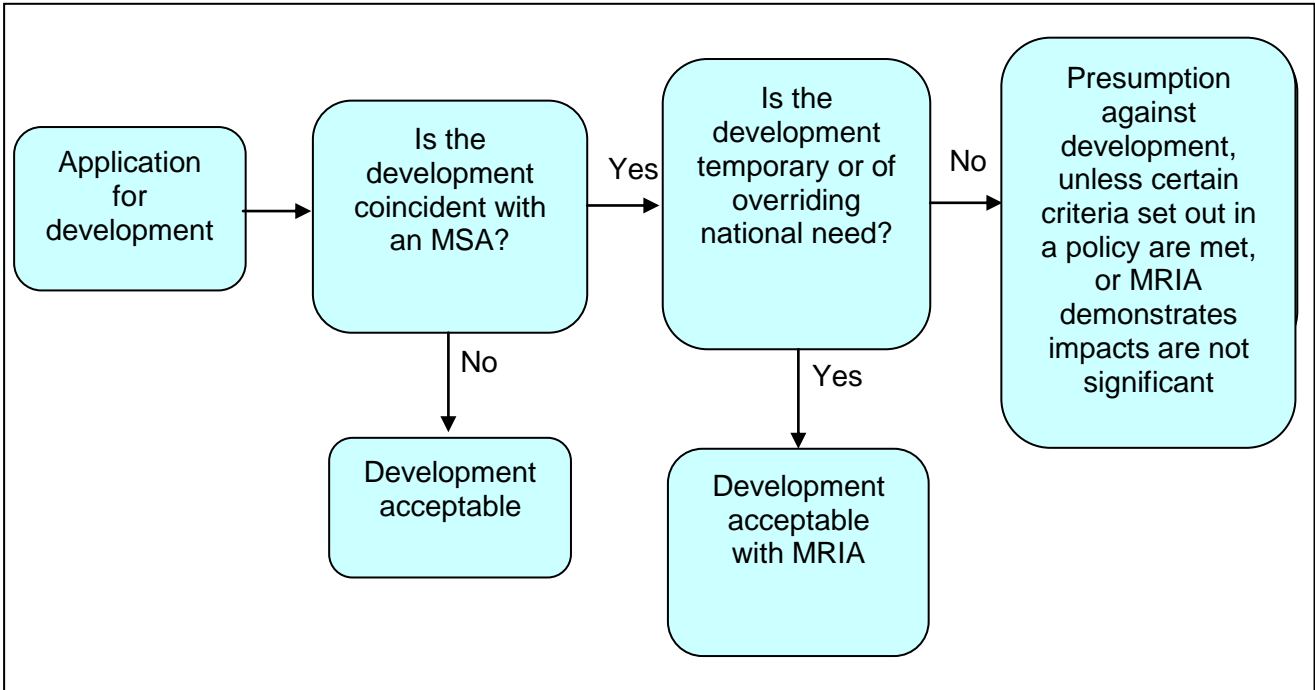 Application
for
development
Is the
development
coincident with
an MSA?
Yes
Is the
development
temporary or of
overriding
national need?
No
Presumption
against
development,
unless certain
criteria set out in
a policy are met,
or MRIA
demonstrates
impacts are not
significant
No
Development
acceptable
Yes
Development
acceptable
with MRIA